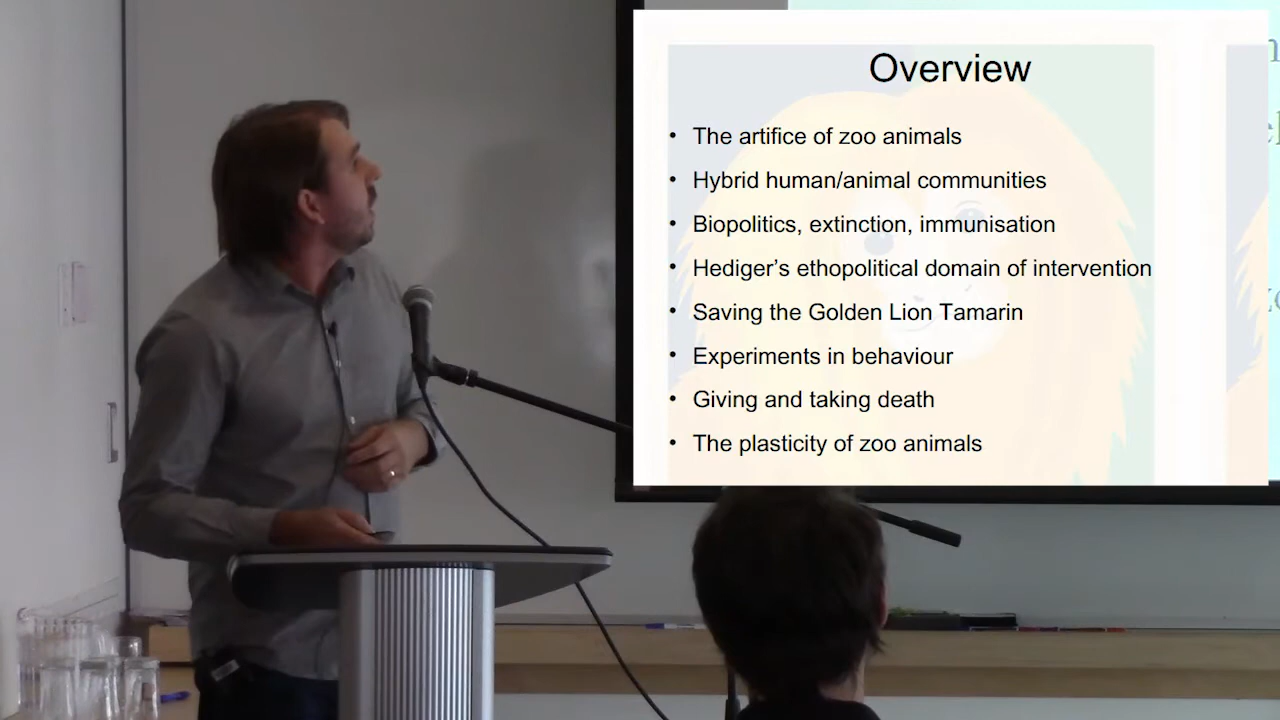 Overview
• The artifice of zoo animals
• Hybrid human/animal communities
• Biopolitics, extinction, immunisation
• Hediger’s ethopolitical domain of intervention
• Saving the Golden Lion Tamarin
• Experiments in behaviour
• Giving and taking death
• The plasticity of zoo animals